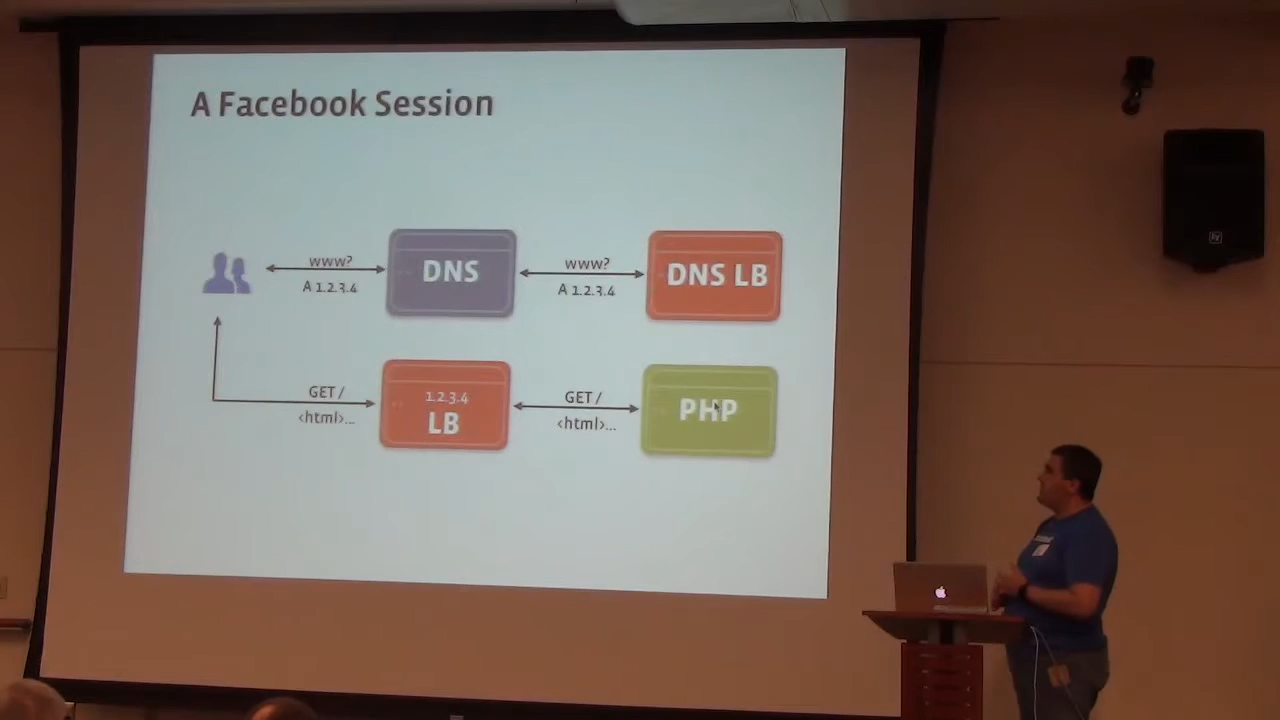 A Facebook Session
www?
A 1.2.3.4
DNS
www?
A 1.2.3.4
DNS LB
GET /
<html>...
1.2.3.4
LB
GET /
<html>...
PHP